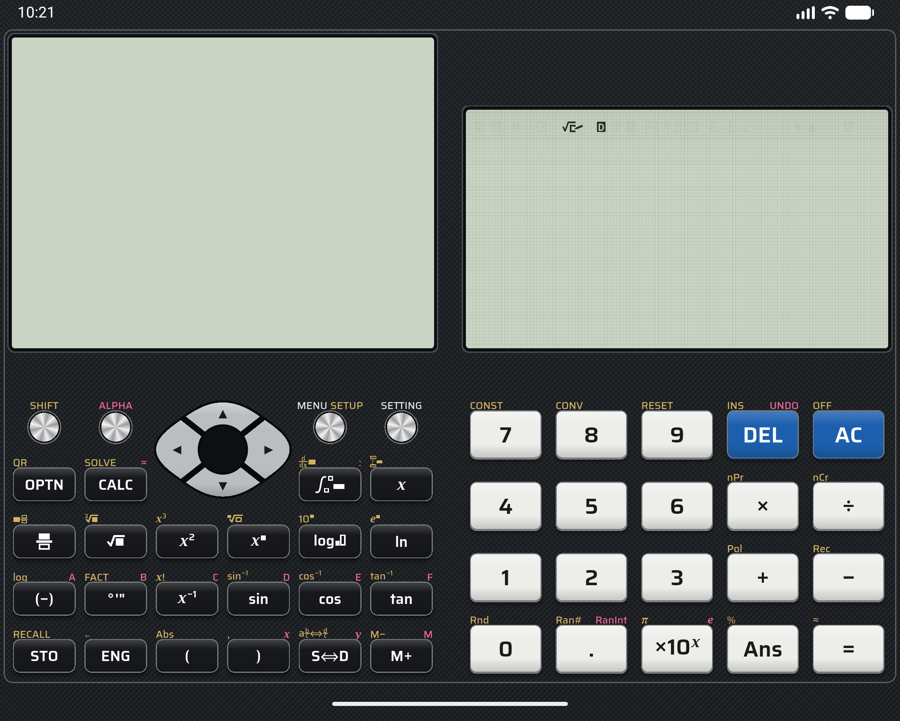 10:21
√ D
SHIFT ALPHA MENU SETUP SETTING
CONST CONV RESET INS UNDO OFF
7 8 9 DEL AC
QR SOLVE = :
OPTN CALC x
nPr nCr
4 5 6 × ÷
x³ 10 e
x² x log ln
Pol Rec
1 2 3 + −
log A FACT B x! C sin⁻¹ D cos⁻¹ E tan⁻¹ F
(−) °'" x⁻¹ sin cos tan
Rnd Ran# RanInt π e % ≈
0 . ×10ˣ Ans =
RECALL ← Abs , x y M− M
STO ENG ( ) S⇔D M+